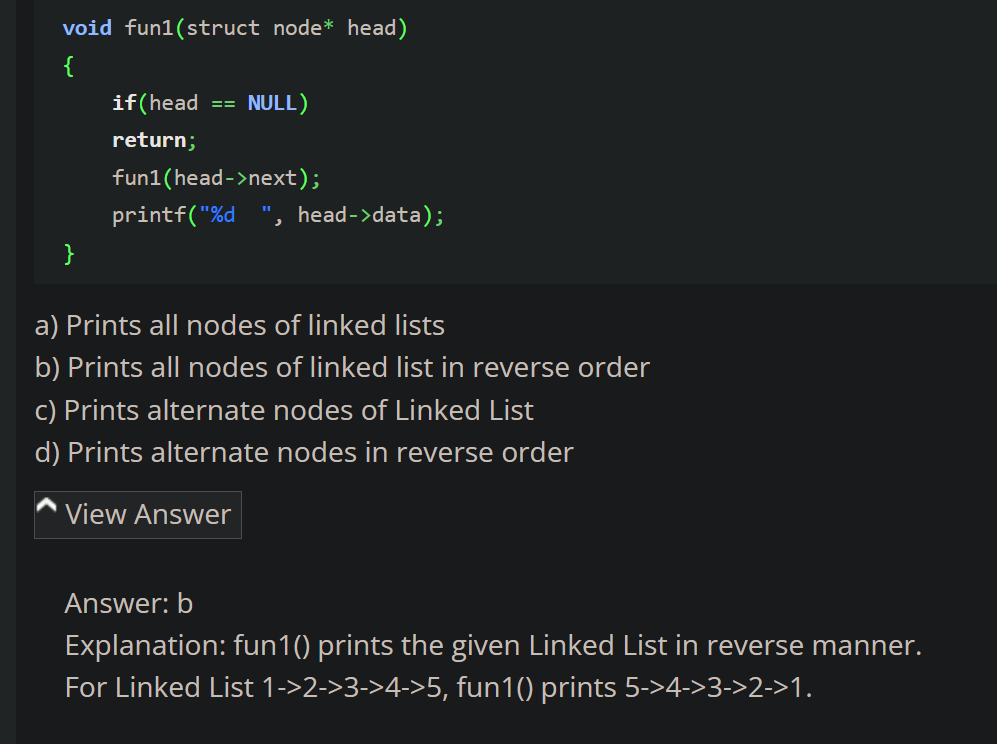 void fun1(struct node* head)
{
if(head == NULL)
return;
fun1(head->next);
printf("%d  ", head->data);
}
a) Prints all nodes of linked lists
b) Prints all nodes of linked list in reverse order
c) Prints alternate nodes of Linked List
d) Prints alternate nodes in reverse order
View Answer
Answer: b
Explanation: fun1() prints the given Linked List in reverse manner.
For Linked List 1->2->3->4->5, fun1() prints 5->4->3->2->1.